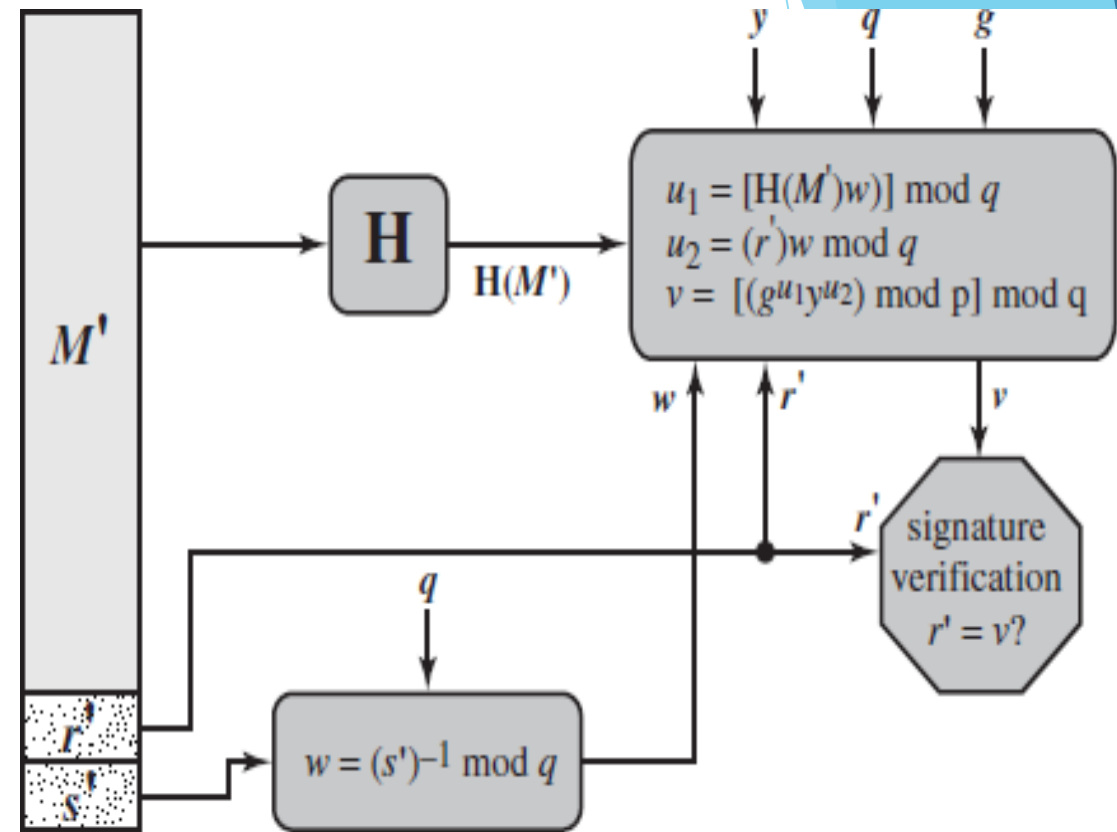 y q g
u₁ = [H(M')w)] mod q
u₂ = (r')w mod q
v = [(gᵘ¹yᵘ²) mod p] mod q
H
H(M')
M'
w r' v
r'
signature
verification
r' = v?
q
r'
w = (s')⁻¹ mod q
s'